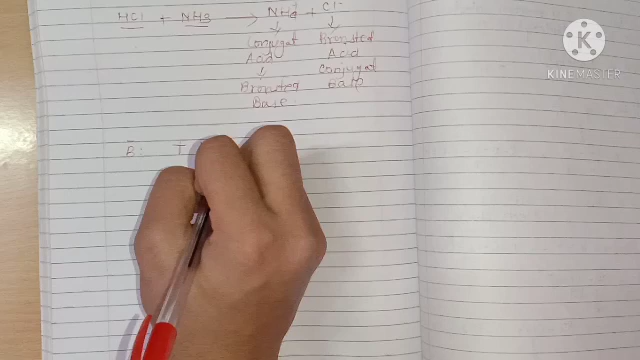 HCl + NH3 → NH4+ + Cl-
↓ ↓
Conjugat Bronsted
Acid Acid
↓ Conjugat
Bronsted Base
Base
B: T
K
KINEMASTER